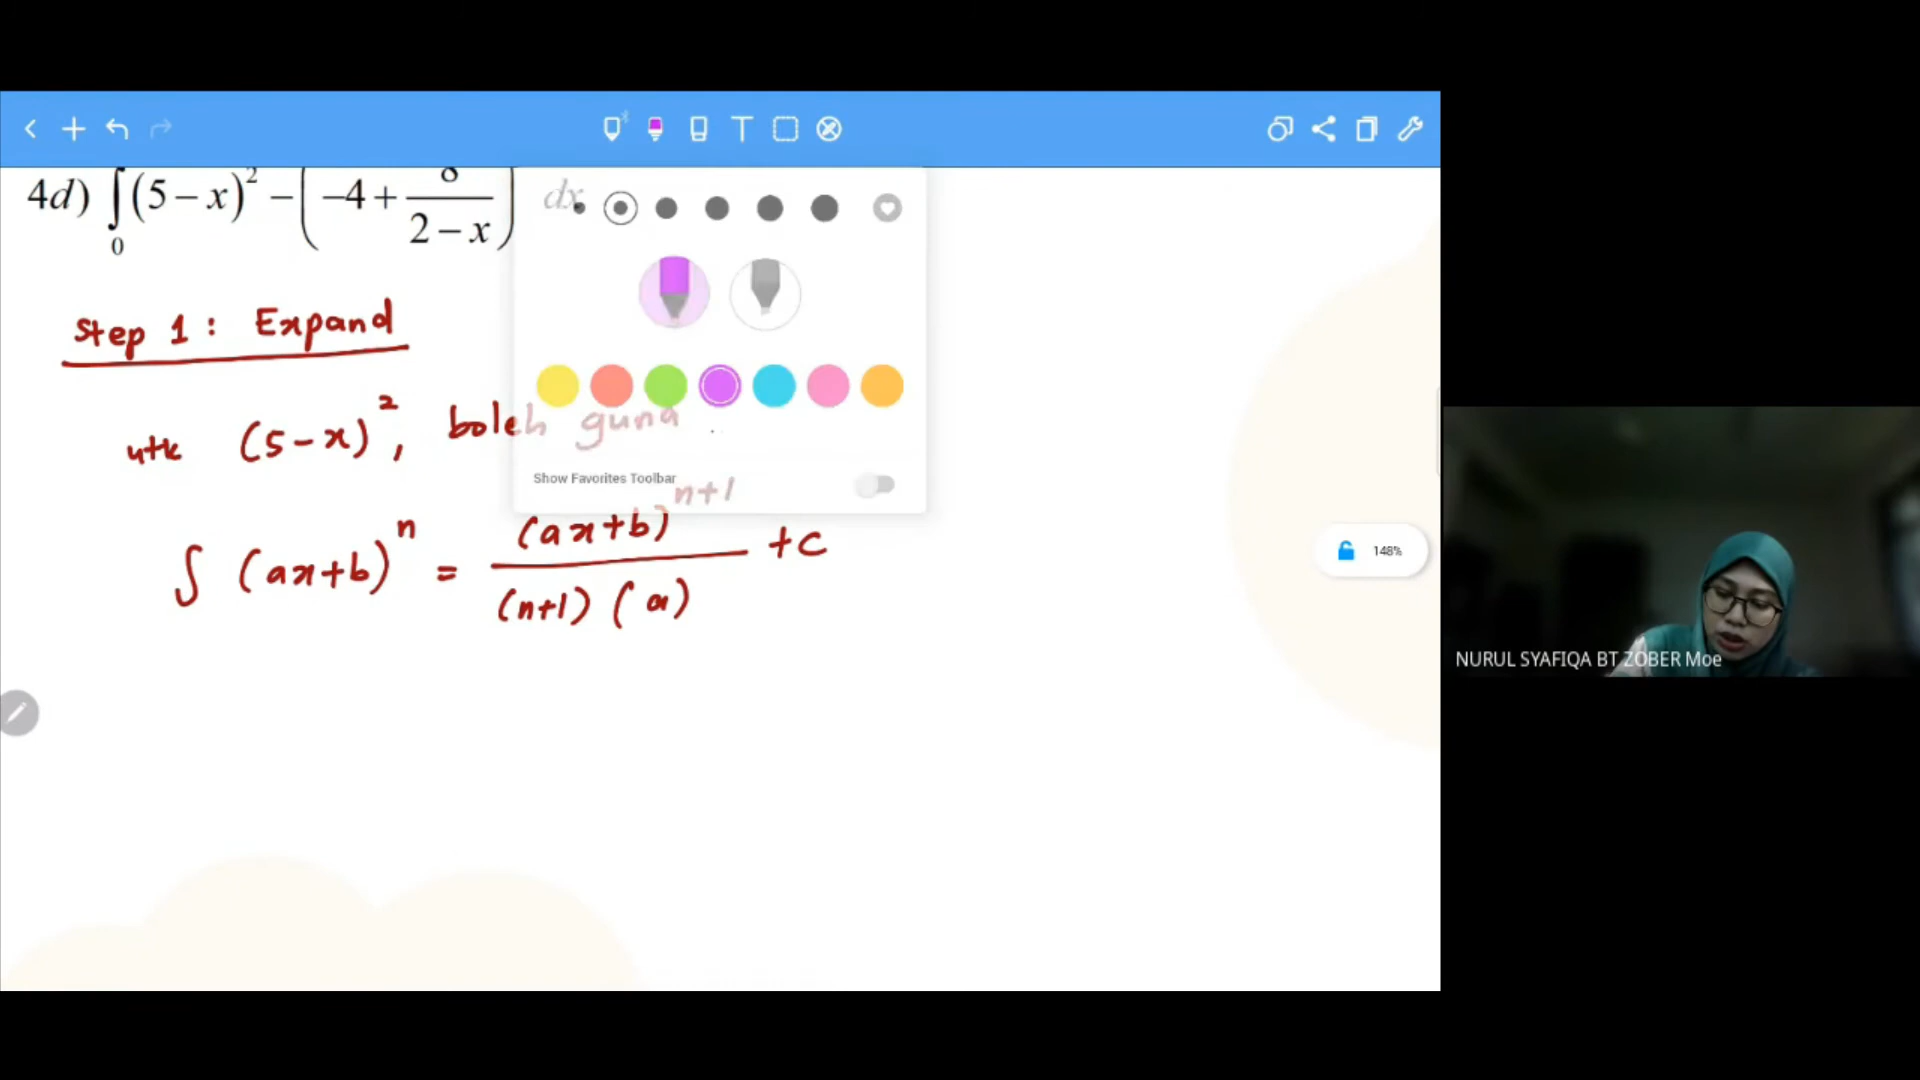 4d) ∫₀ (5 − x)² − (−4 + 8/(2 − x)) dx
Step 1 : Expand
utk (5-x)², boleh guna
Show Favorites Toolbar
∫ (ax+b)ⁿ = (ax+b)ⁿ⁺¹ / (n+1) (a) + c
148%
NURUL SYAFIQA BT ZOBER Moe